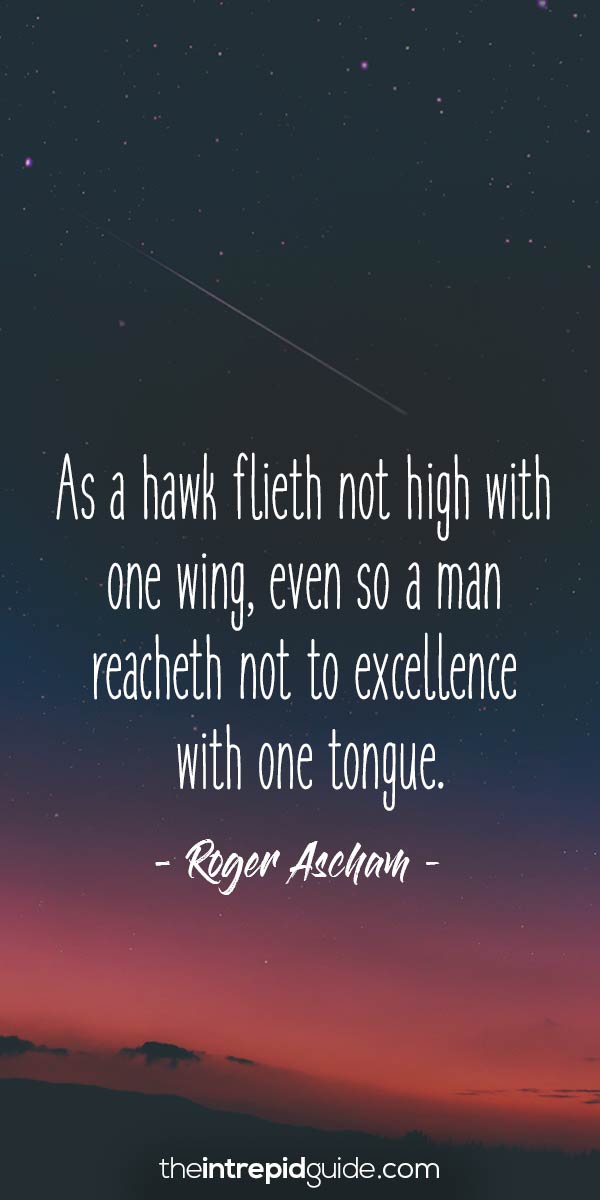 As a hawk flieth not high with
one wing, even so a man
reacheth not to excellence
with one tongue.
- Roger Ascham -
theintrepidguide.com